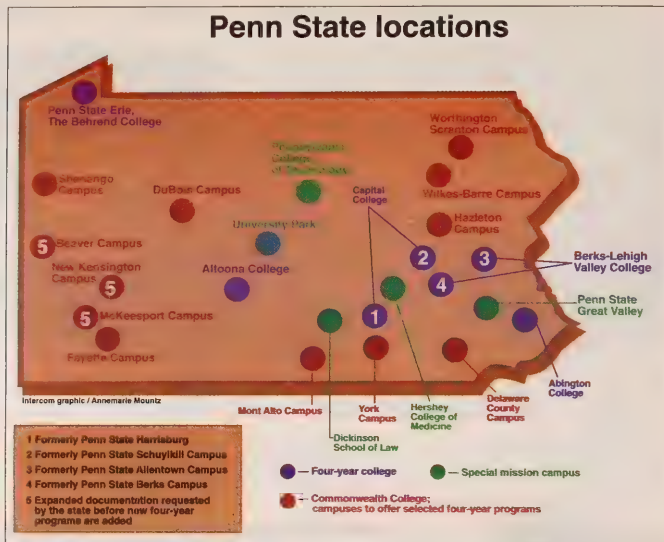 Penn State locations
Penn State Erie,
The Behrend College
Worthington
Scranton Campus
Pennsylvania
College
of Technology
Shenango
Campus
DuBois Campus
Capital
College
Wilkes-Barre Campus
Hazleton
Campus
University Park
5 Beaver Campus
New Kensington
Campus 5
Altoona College
2
3
4
Berks-Lehigh
Valley College
Penn State
Great Valley
5 McKeesport Campus
1
Fayette Campus
Abington
College
Intercom graphic / Annemarie Mountz
Mont Alto Campus
York
Campus
Hershey
College of
Medicine
Delaware
County
Campus
Dickinson
School of Law
1 Formerly Penn State Harrisburg
2 Formerly Penn State Schuylkill Campus
3 Formerly Penn State Allentown Campus
4 Formerly Penn State Berks Campus
5 Expanded documentation requested
by the state before new four-year
programs are added
— Four-year college
— Special mission campus
— Commonwealth College;
campuses to offer selected four-year programs